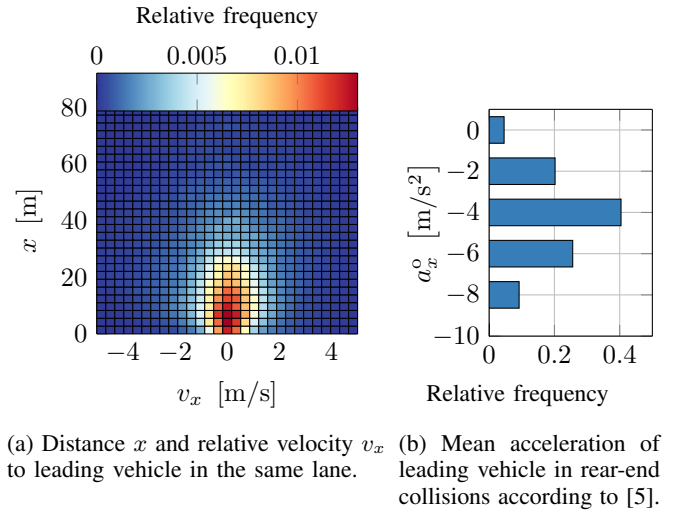 Relative frequency
0 0.005 0.01
80
60
40
20
0
x [m]
−4 −2 0 2 4
v_x [m/s]
(a) Distance x and relative velocity v_x
to leading vehicle in the same lane.
0
−2
−4
−6
−8
−10
a_x^o [m/s²]
0 0.2 0.4
Relative frequency
(b) Mean acceleration of
leading vehicle in rear-end
collisions according to [5].